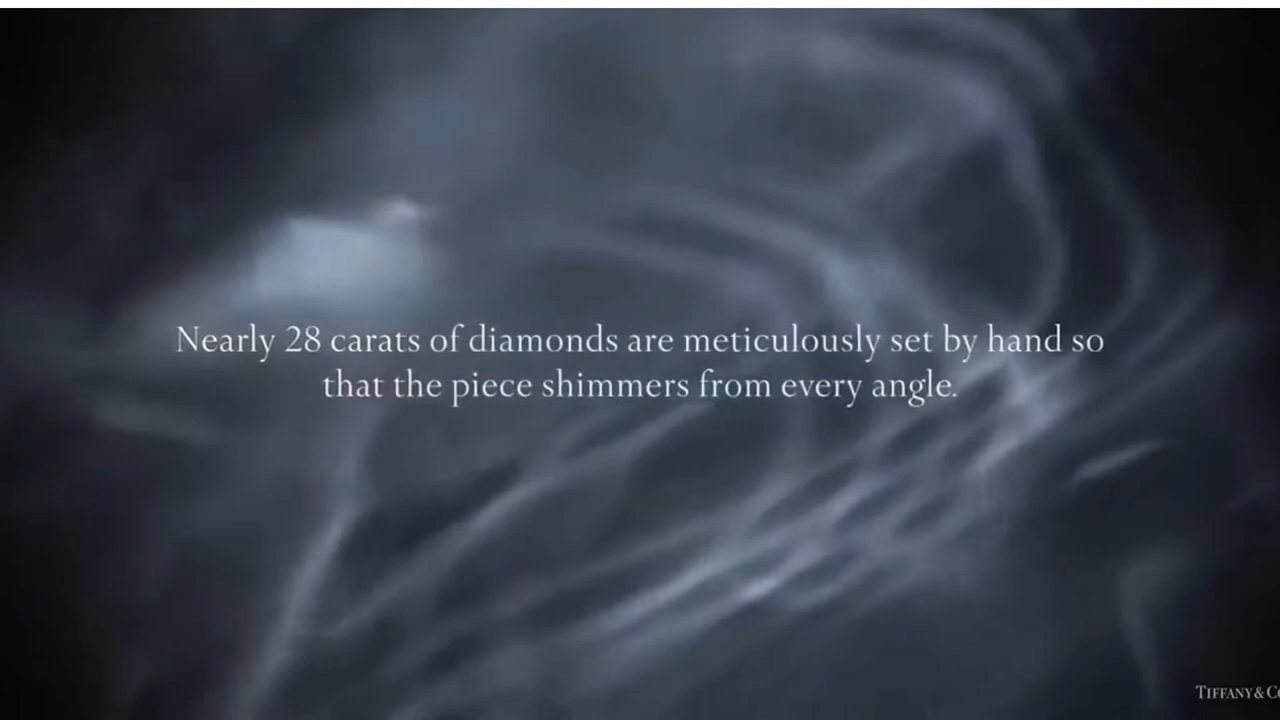 Nearly 28 carats of diamonds are meticulously set by hand so
that the piece shimmers from every angle.
TIFFANY & Co